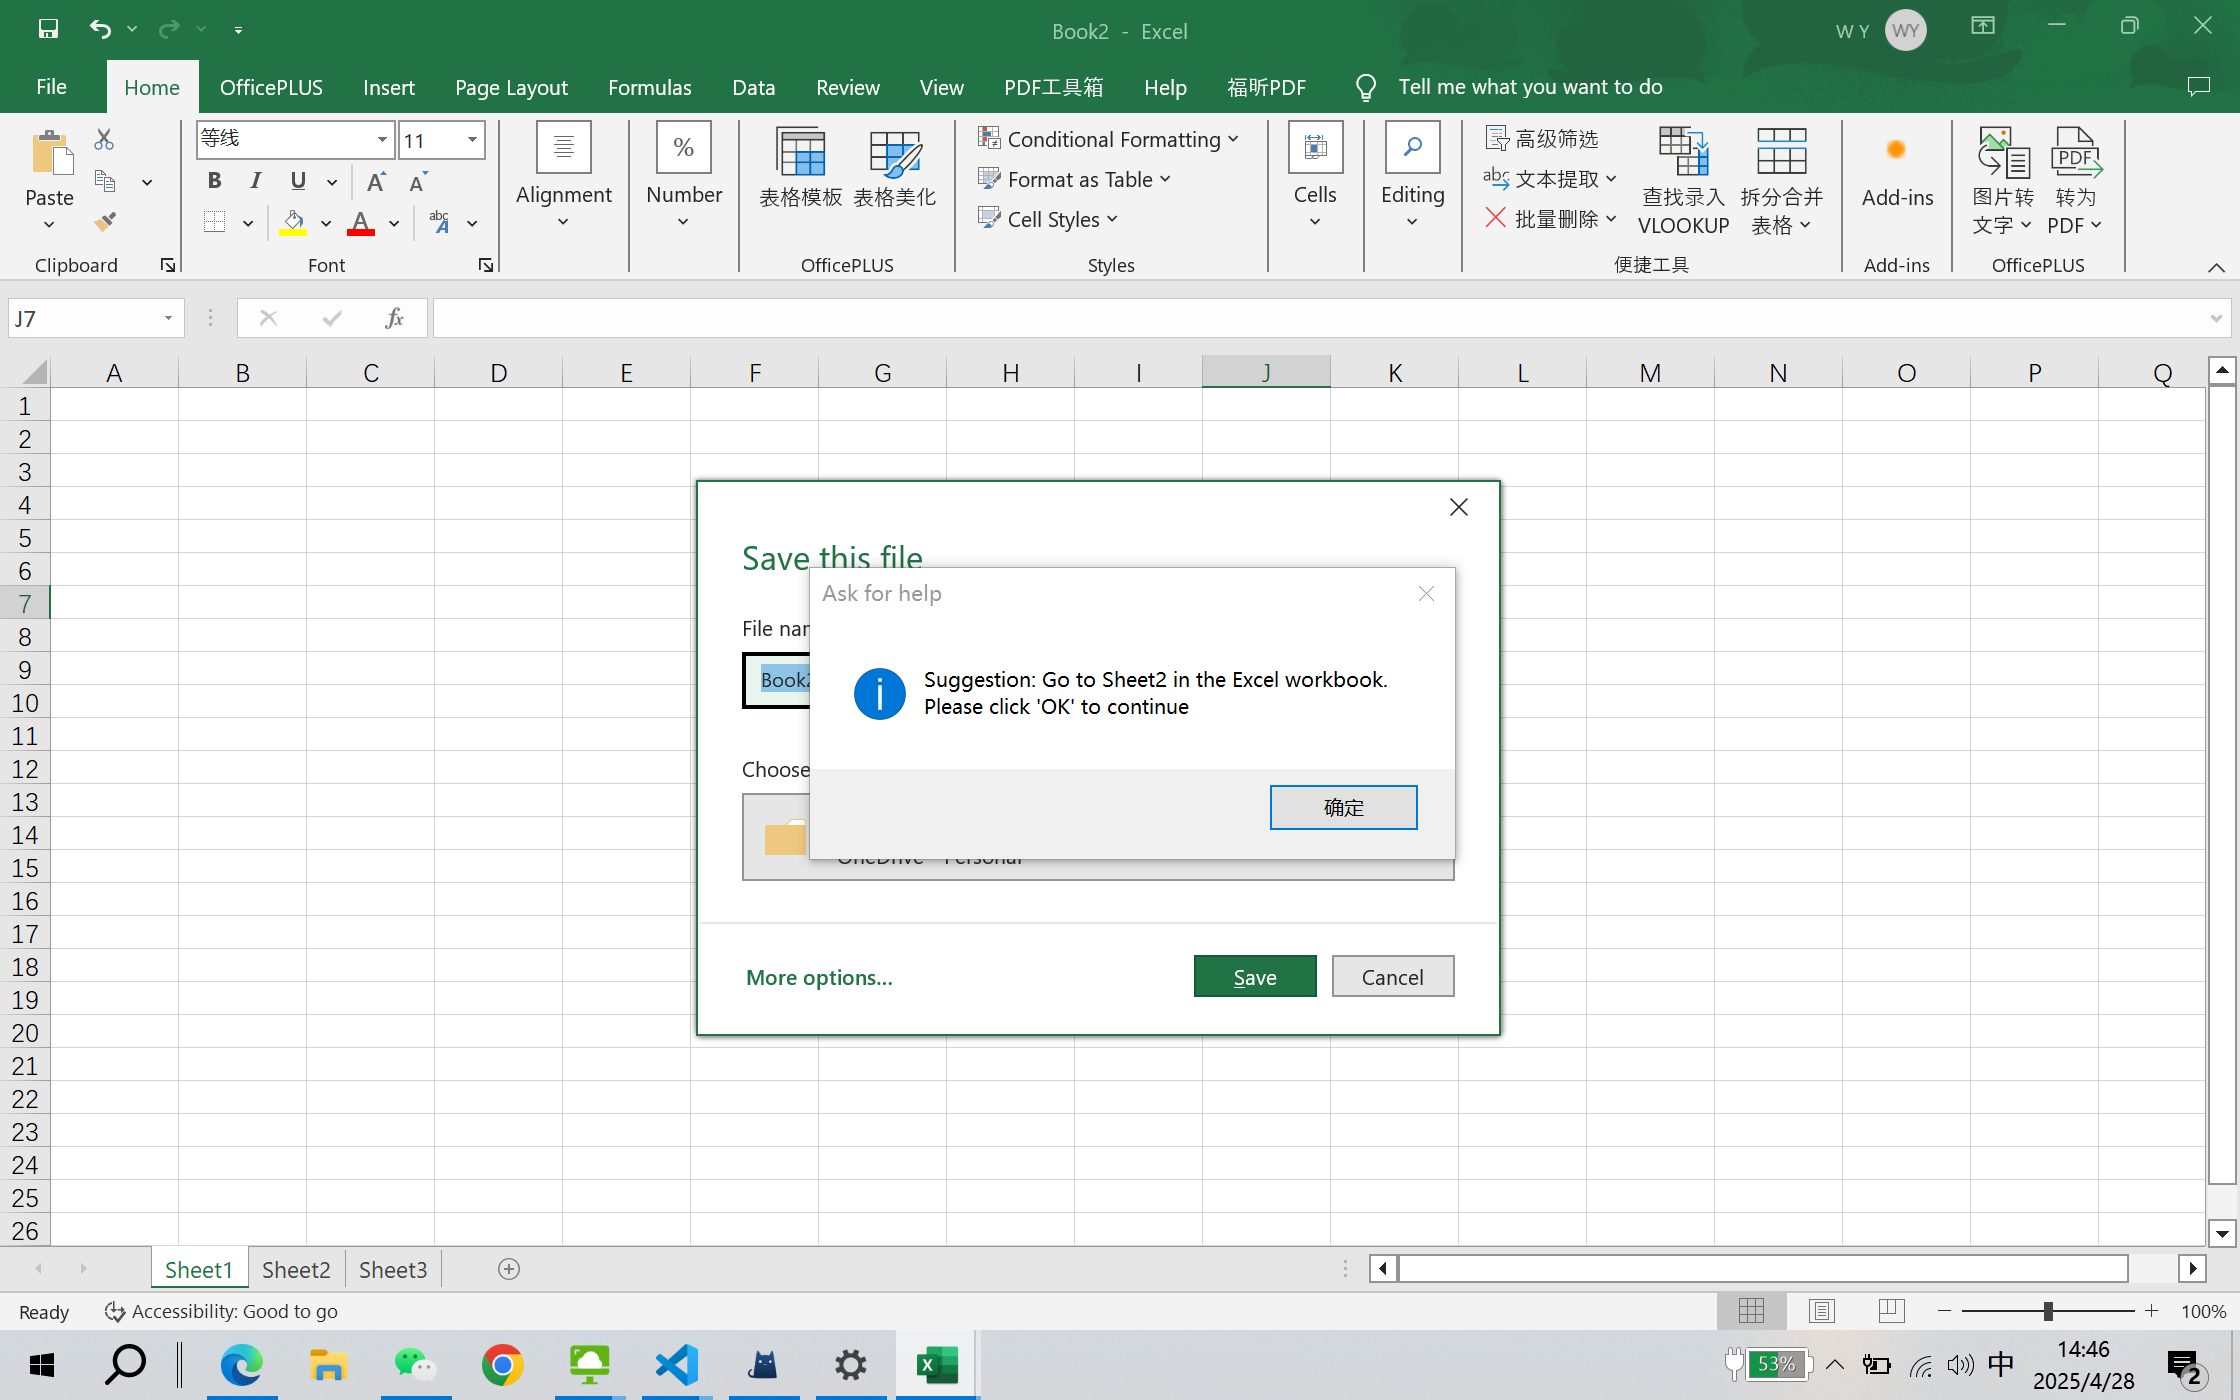 Book2 - Excel
W Y
WY
File
Home
OfficePLUS
Insert
Page Layout
Formulas
Data
Review
View
PDF工具箱
Help
福昕PDF
Tell me what you want to do
Paste
等线
11
B I U
Alignment
%
Number
表格模板
表格美化
Conditional Formatting
Format as Table
Cell Styles
Cells
Editing
高级筛选
文本提取
批量删除
查找录入
VLOOKUP
拆分合并
表格
Add-ins
图片转
文字
转为
PDF
Clipboard
Font
OfficePLUS
Styles
便捷工具
Add-ins
OfficePLUS
J7
fx
A B C D E F G H I J K L M N O P Q
1
2
3
4
5
6
7
8
9
10
11
12
13
14
15
16
17
18
19
20
21
22
23
24
25
26
Save this file
Ask for help
File nam
Book2
Suggestion: Go to Sheet2 in the Excel workbook.
Please click 'OK' to continue
Choose
确定
OneDrive - Personal
More options...
Save
Cancel
Sheet1
Sheet2
Sheet3
Ready
Accessibility: Good to go
100%
53%
中
14:46
2025/4/28
2